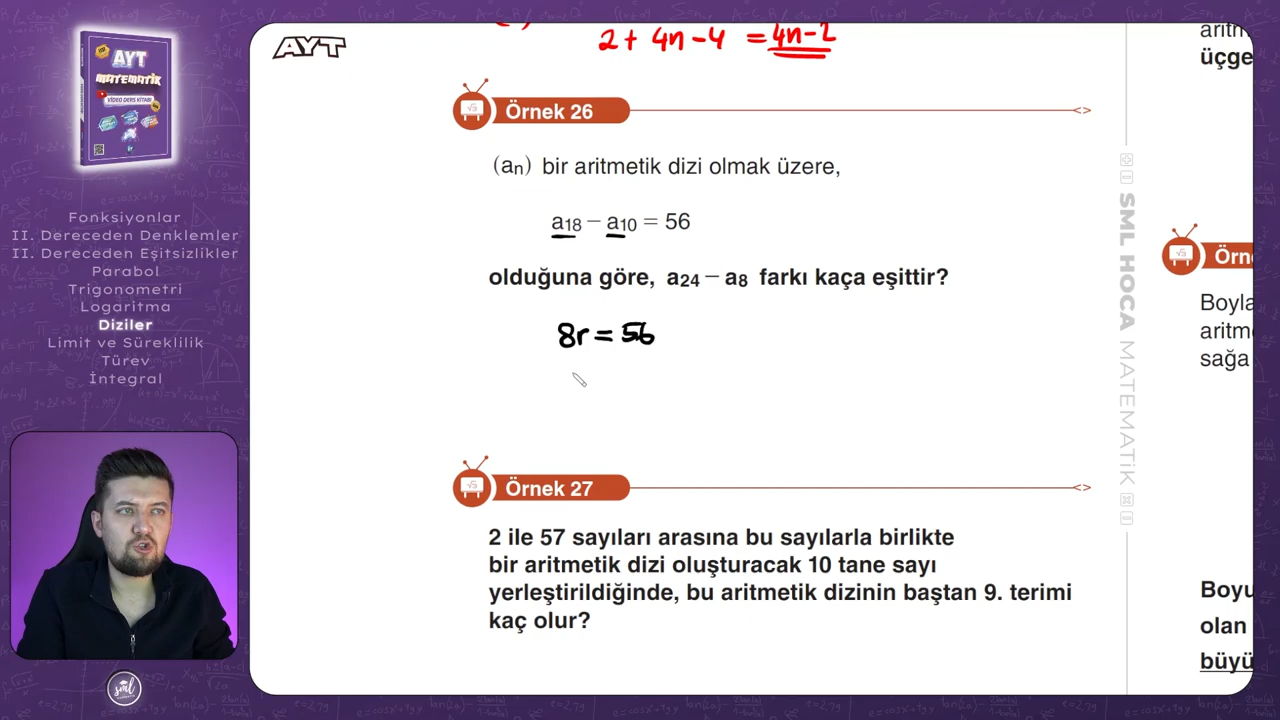 AYT
MATEMATİK
VİDEO DERS KİTABI
Fonksiyonlar
II. Dereceden Denklemler
II. Dereceden Eşitsizlikler
Parabol
Trigonometri
Logaritma
Diziler
Limit ve Süreklilik
Türev
İntegral
sml
AYT
2 + 4n - 4 = 4n - 2
Örnek 26
(an) bir aritmetik dizi olmak üzere,
a18 − a10 = 56
olduğuna göre, a24 − a8 farkı kaça eşittir?
8r = 56
Örnek 27
2 ile 57 sayıları arasına bu sayılarla birlikte
bir aritmetik dizi oluşturacak 10 tane sayı
yerleştirildiğinde, bu aritmetik dizinin baştan 9. terimi
kaç olur?
SML HOCA MATEMATİK
aritm
üçge
Örn
Boyla
aritme
sağa
Boyu
olan
büyü